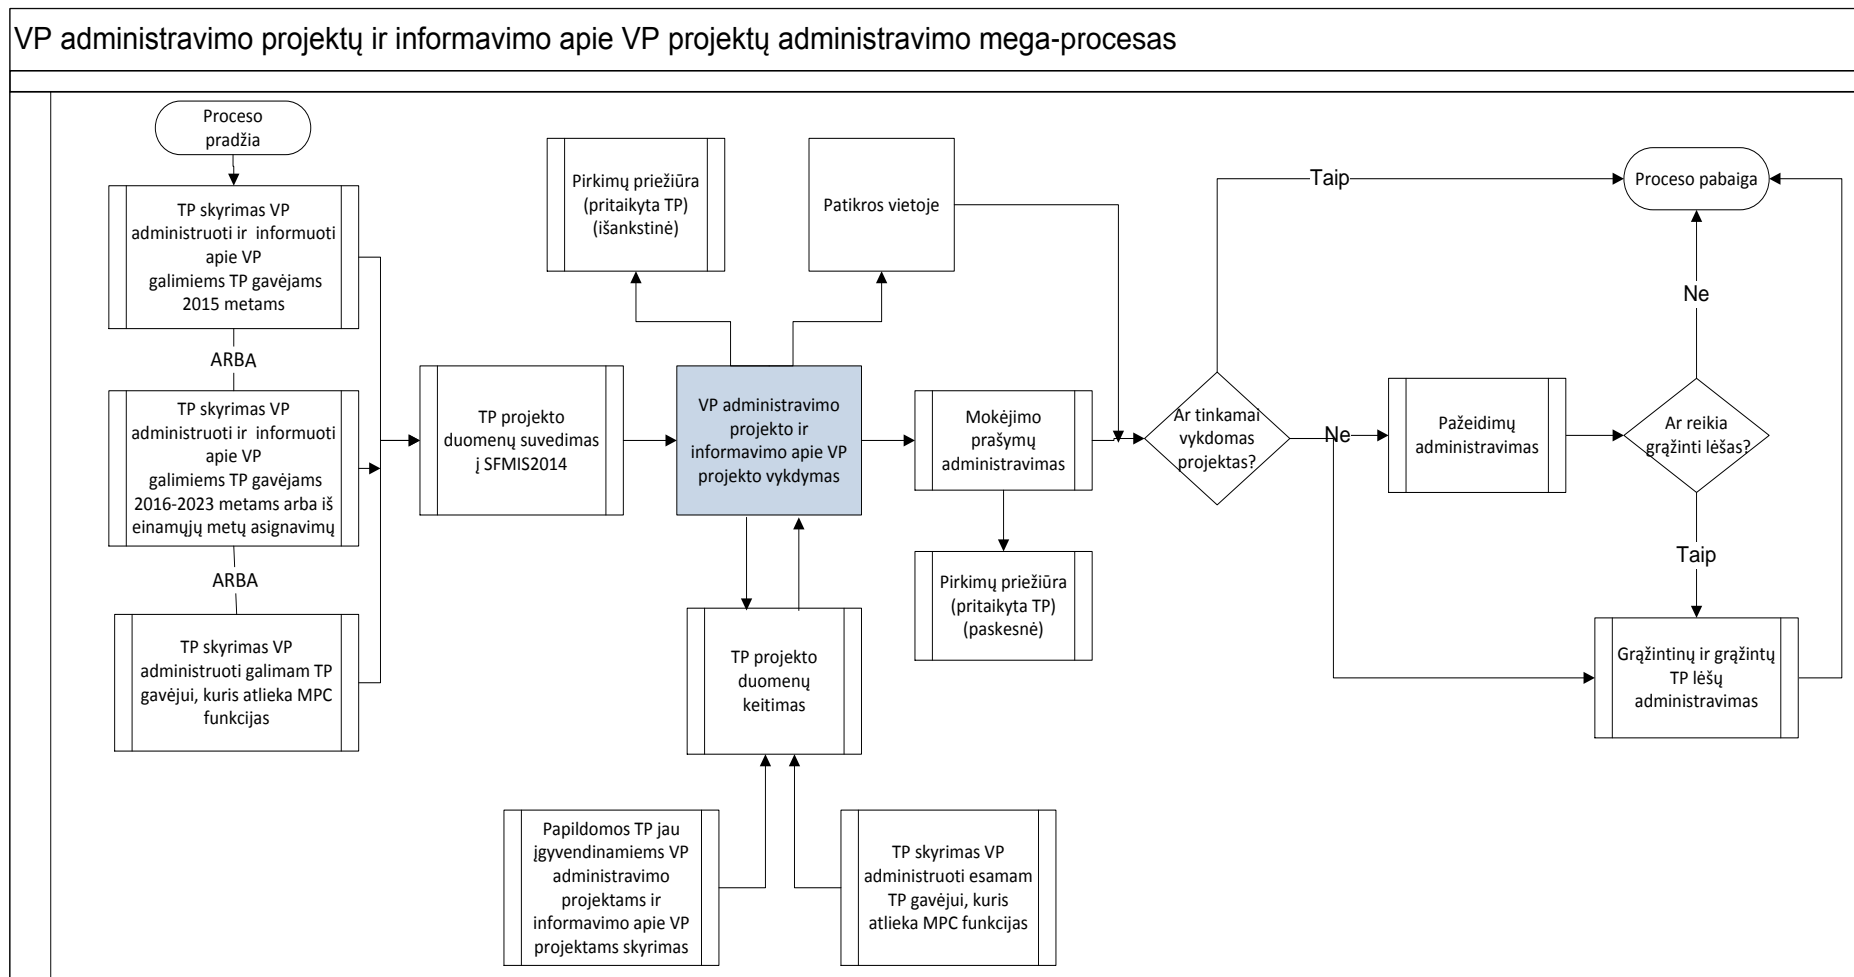 VP administravimo projektų ir informavimo apie VP projektų administravimo mega-procesas
Proceso
pradžia
TP skyrimas VP
administruoti ir informuoti
apie VP
galimiems TP gavėjams
2015 metams
ARBA
TP skyrimas VP
administruoti ir informuoti
apie VP
galimiems TP gavėjams
2016-2023 metams arba iš
einamųjų metų asignavimų
ARBA
TP skyrimas VP
administruoti galimam TP
gavėjui, kuris atlieka MPC
funkcijas
TP projekto
duomenų suvedimas
į SFMIS2014
Pirkimų priežiūra
(pritaikyta TP)
(išankstinė)
Patikros vietoje
VP administravimo
projekto ir
informavimo apie VP
projekto vykdymas
Mokėjimo
prašymų
administravimas
Pirkimų priežiūra
(pritaikyta TP)
(paskesnė)
TP projekto
duomenų
keitimas
Papildomos TP jau
įgyvendinamiems VP
administravimo
projektams ir
informavimo apie VP
projektams skyrimas
TP skyrimas VP
administruoti esamam
TP gavėjui, kuris
atlieka MPC funkcijas
Ar tinkamai
vykdomas
projektas?
Taip
Ne
Pažeidimų
administravimas
Ar reikia
grąžinti lėšas?
Ne
Proceso pabaiga
Taip
Grąžintinų ir grąžintų
TP lėšų
administravimas